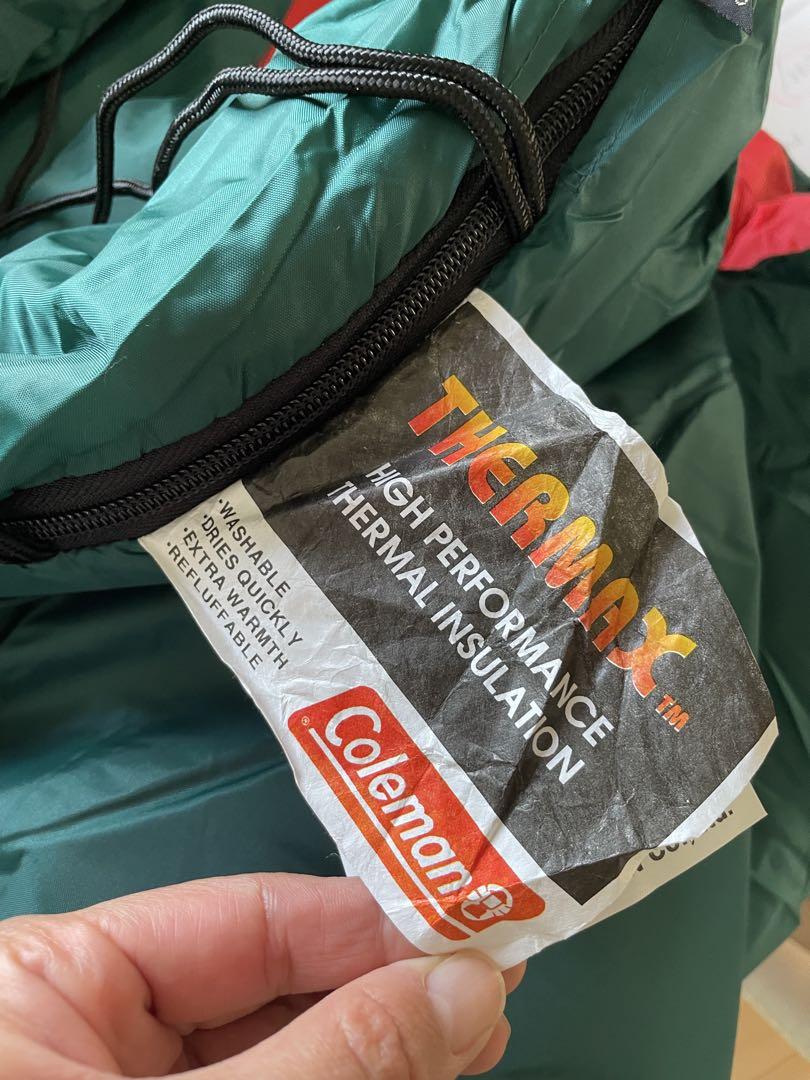 THERMAX™
HIGH PERFORMANCE
THERMAL INSULATION
·WASHABLE
·DRIES QUICKLY
·EXTRA WARMTH
·REFLUFFABLE
Coleman®